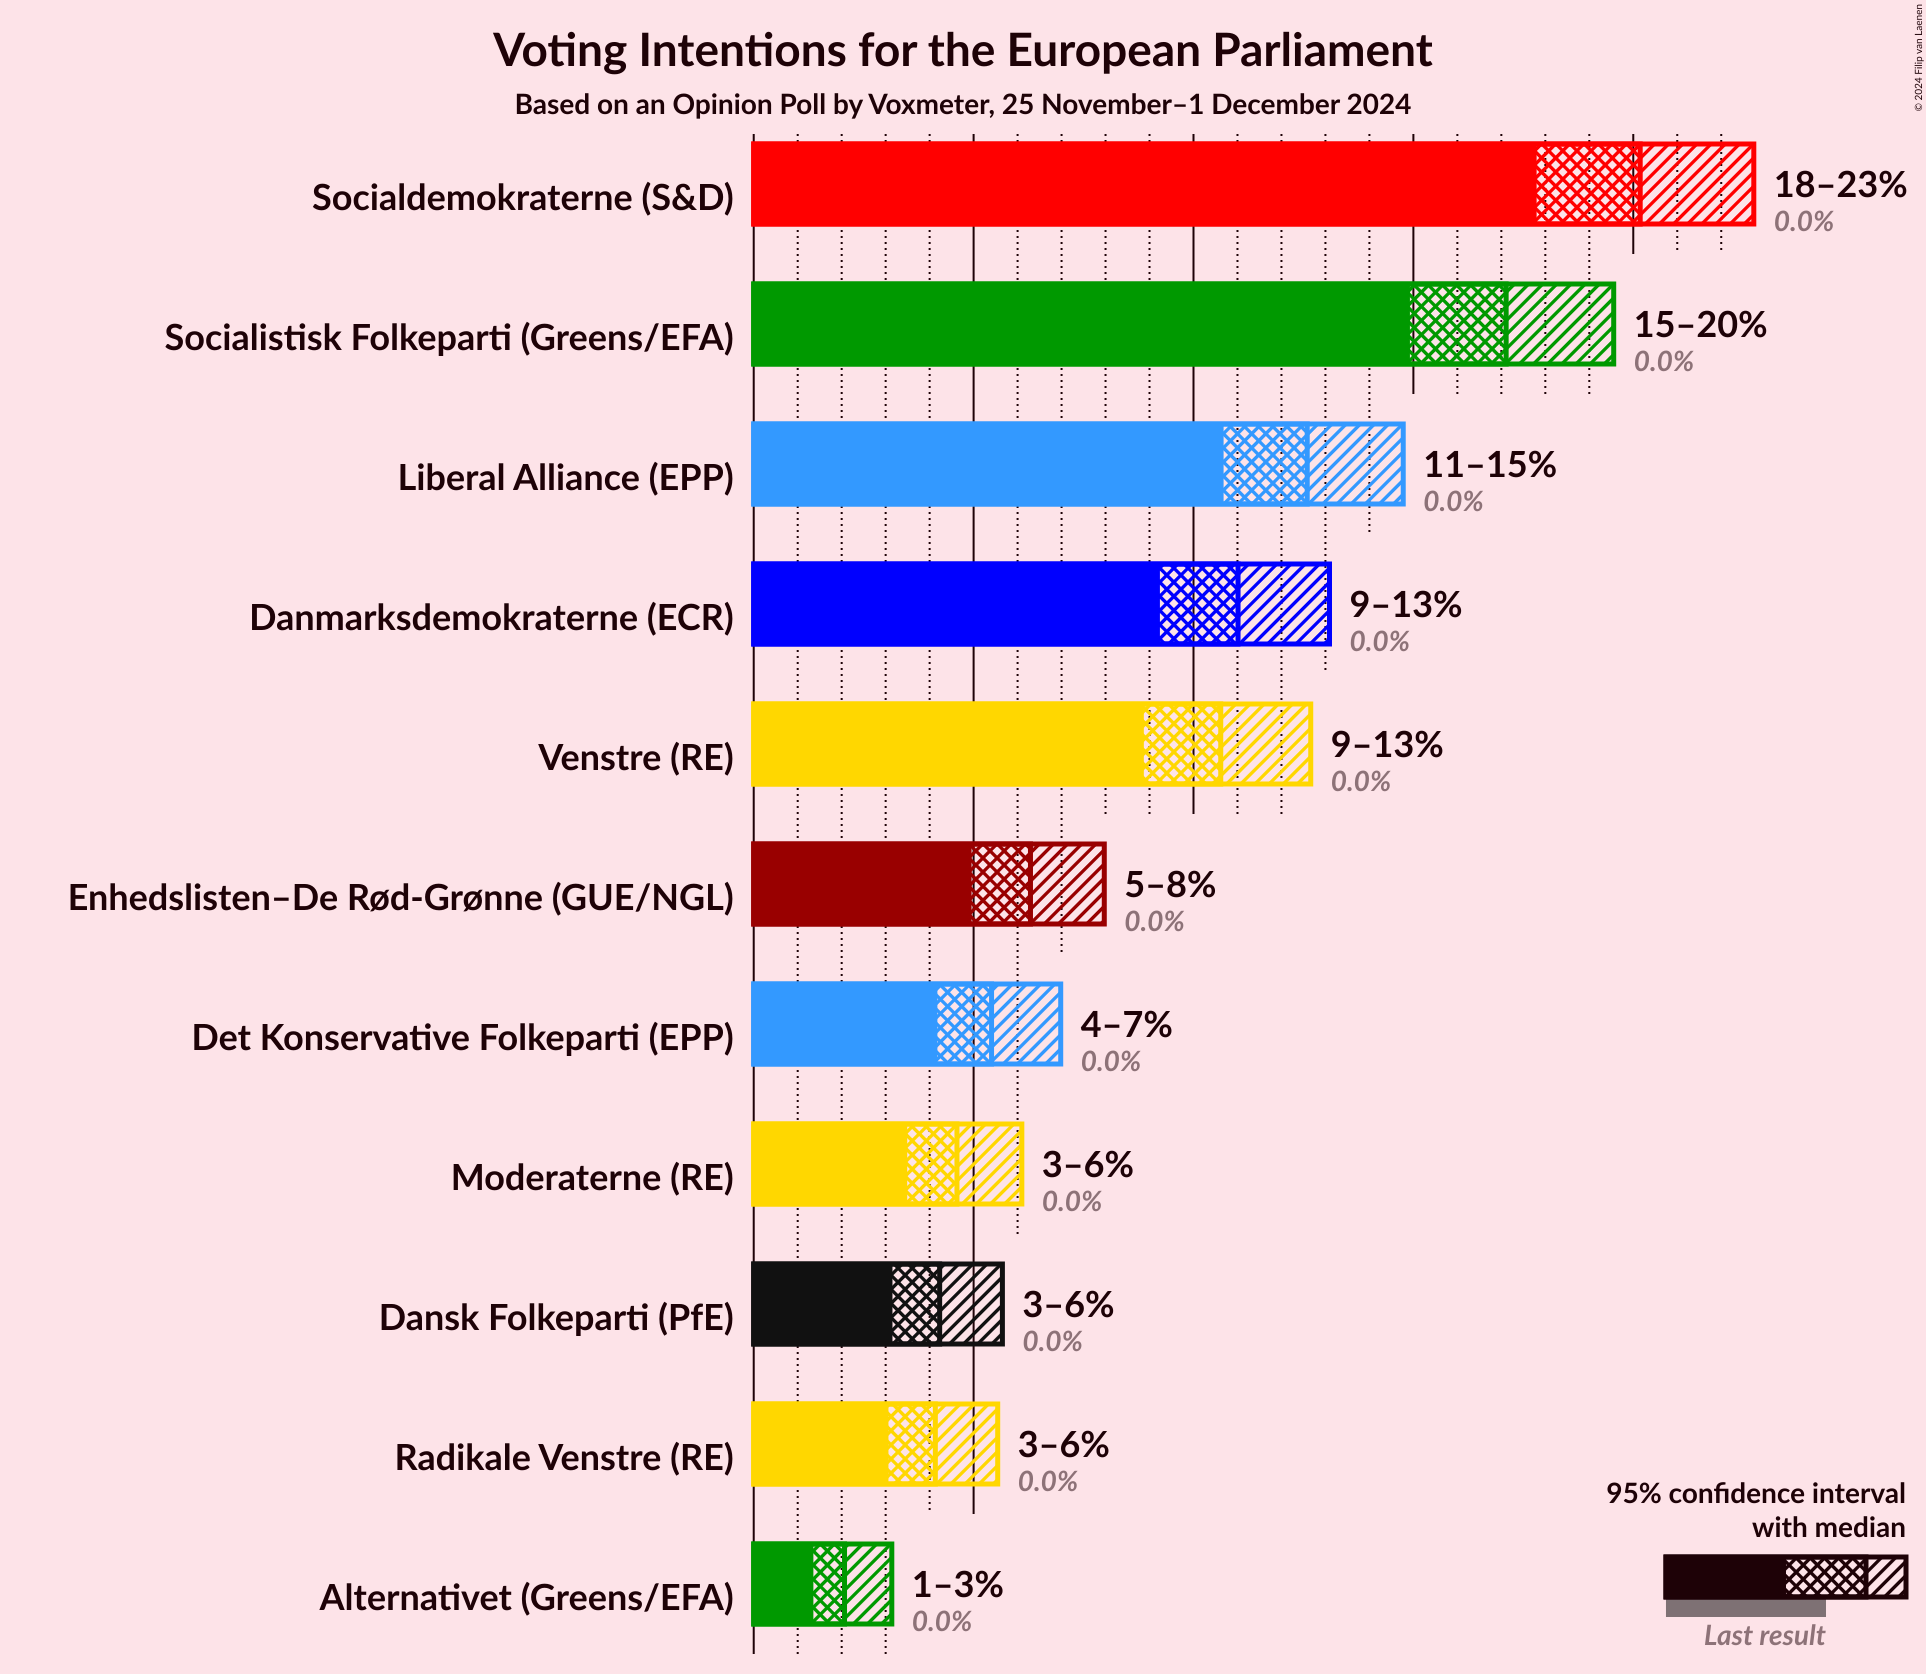 Voting Intentions for the European Parliament
Based on an Opinion Poll by Voxmeter, 25 November–1 December 2024
© 2024 Filip van Laenen
Socialdemokraterne (S&D)
18–23%
0.0%
Socialistisk Folkeparti (Greens/EFA)
15–20%
0.0%
Liberal Alliance (EPP)
11–15%
0.0%
Danmarksdemokraterne (ECR)
9–13%
0.0%
Venstre (RE)
9–13%
0.0%
Enhedslisten–De Rød-Grønne (GUE/NGL)
5–8%
0.0%
Det Konservative Folkeparti (EPP)
4–7%
0.0%
Moderaterne (RE)
3–6%
0.0%
Dansk Folkeparti (PfE)
3–6%
0.0%
Radikale Venstre (RE)
3–6%
0.0%
Alternativet (Greens/EFA)
1–3%
0.0%
95% confidence interval
with median
Last result